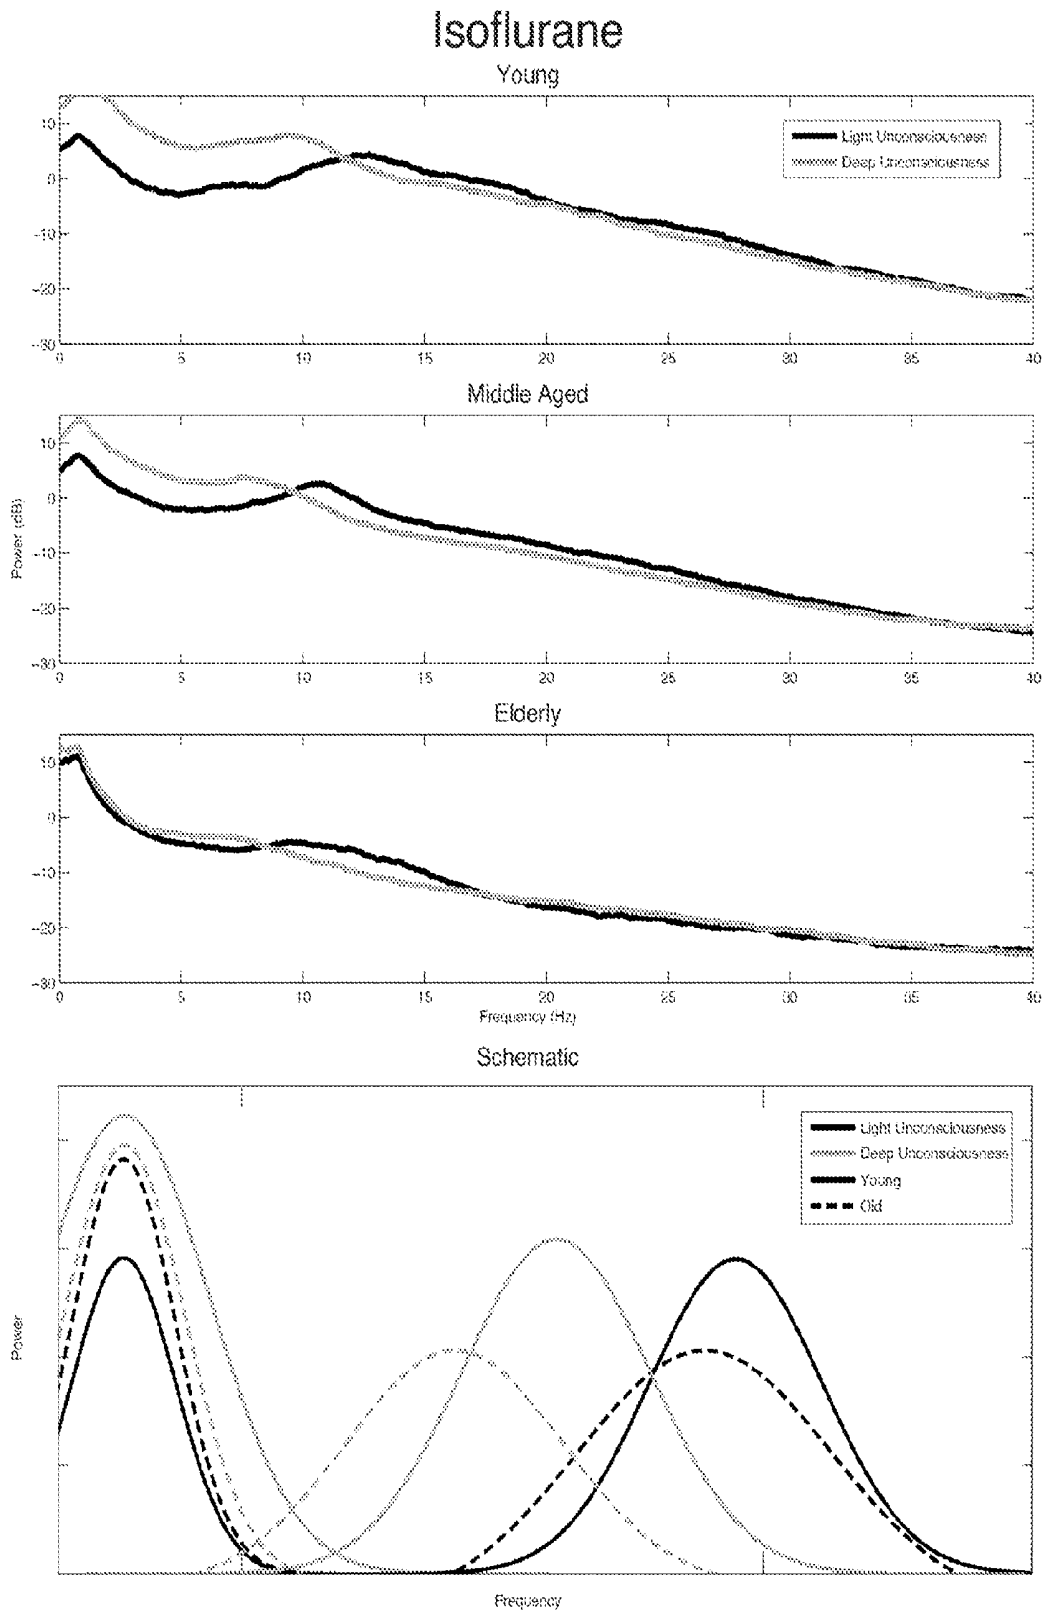 Isoflurane
Young
10
0
-10
-20
-30
0 5 10 15 20 25 30 35 40
Light Unconsciousness
Deep Unconsciousness
Middle Aged
10
0
-10
-20
-30
0 5 10 15 20 25 30 35 40
Power (dB)
Elderly
10
0
-10
-20
-30
0 5 10 15 20 25 30 35 40
Frequency (Hz)
Schematic
Light Unconsciousness
Deep Unconsciousness
Young
Old
Power
Frequency